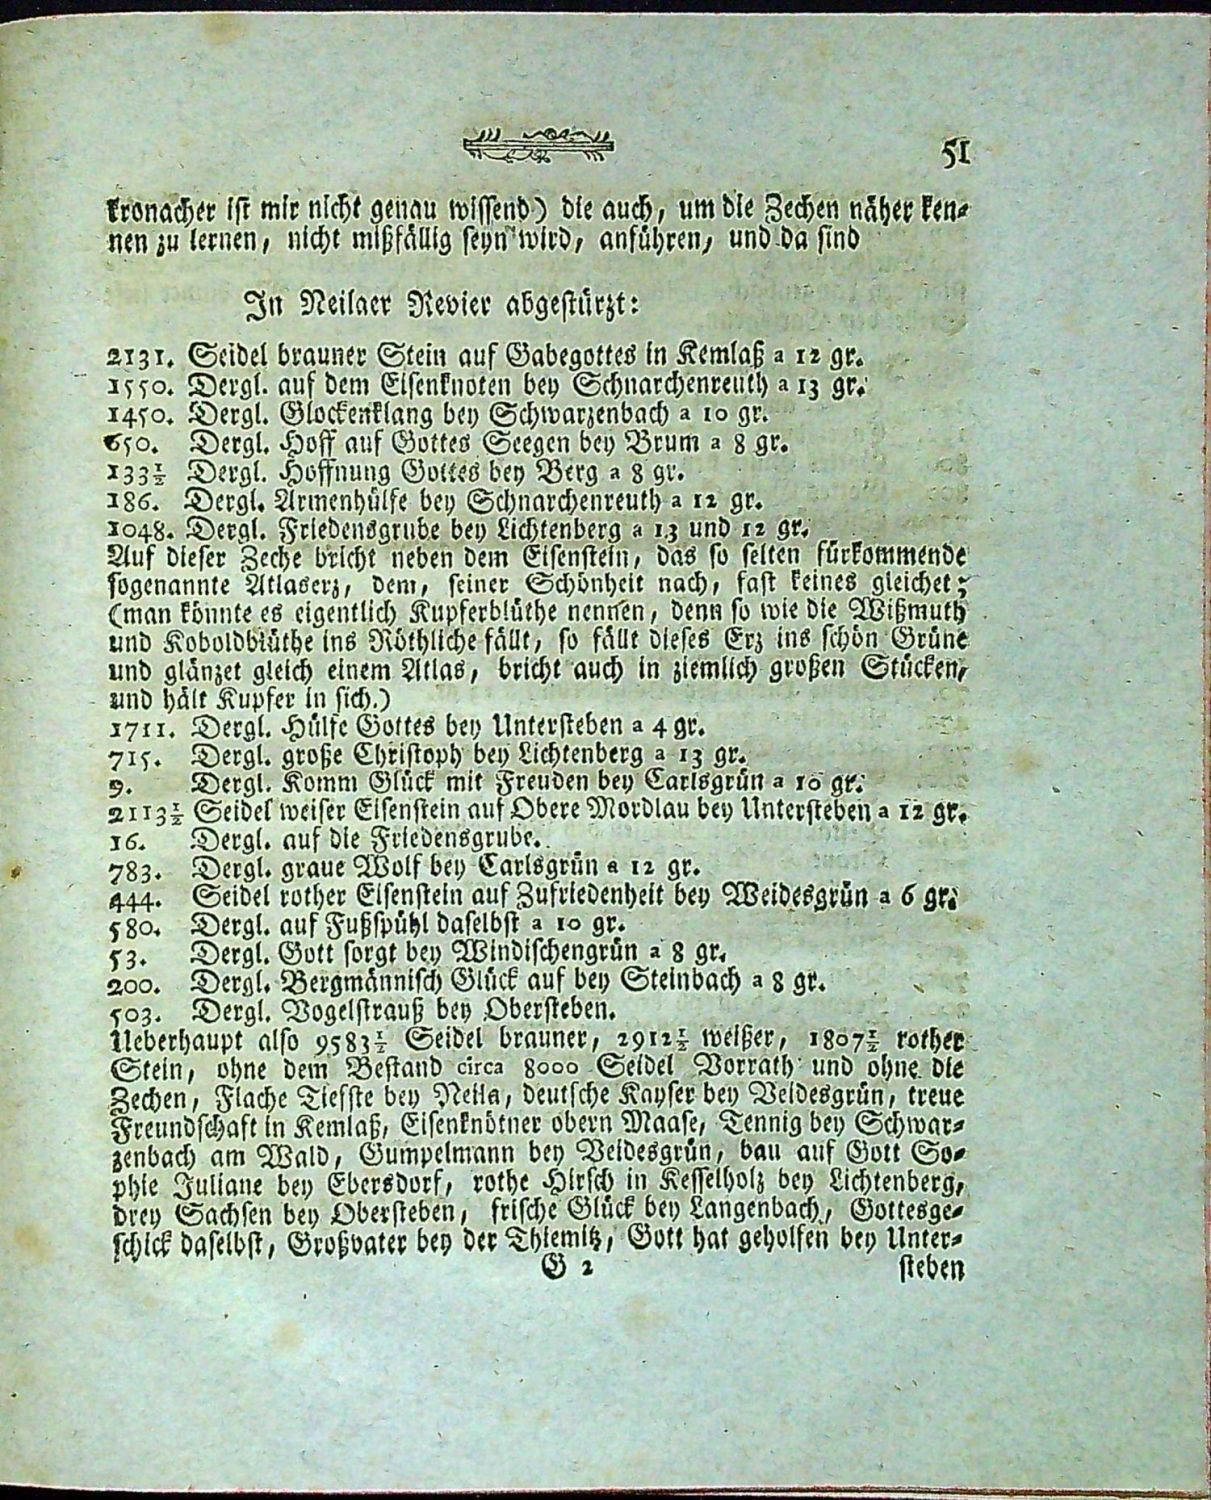 51
kronacher ist mir nicht genau wissend) die auch, um die Zechen näher ken-
nen zu lernen, nicht mißfällig seyn wird, anführen, und da sind
In Neilaer Revier abgestürzt:
2131. Seidel brauner Stein auf Gabegottes in Kemlaß a 12 gr.
1550. Dergl. auf dem Eisenknoten bey Schnarchenreuth a 13 gr.
1450. Dergl. Glockenklang bey Schwarzenbach a 10 gr.
650. Dergl. Hoff auf Gottes Seegen bey Brum a 8 gr.
133½ Dergl. Hoffnung Gottes bey Berg a 8 gr.
186. Dergl. Armenhülfe bey Schnarchenreuth a 12 gr.
1048. Dergl. Friedensgrube bey Lichtenberg a 13 und 12 gr.
Auf dieser Zeche bricht neben dem Eisenstein, das so selten fürkommende
sogenannte Atlaserz, dem, seiner Schönheit nach, fast keines gleichet;
(man könnte es eigentlich Kupferblüthe nennen, denn so wie die Wißmuth
und Koboldblüthe ins Röthliche fällt, so fällt dieses Erz ins schön Grüne
und glänzet gleich einem Atlas, bricht auch in ziemlich großen Stücken,
und hält Kupfer in sich.)
1711. Dergl. Hülfe Gottes bey Untersteben a 4 gr.
715. Dergl. große Christoph bey Lichtenberg a 13 gr.
9. Dergl. Komm Glück mit Freuden bey Carlsgrün a 10 gr.
2113½ Seidel weiser Eisenstein auf Obere Mordlau bey Untersteben a 12 gr.
16. Dergl. auf die Friedensgrube.
783. Dergl. graue Wolf bey Carlsgrün a 12 gr.
444. Seidel rother Eisenstein auf Zufriedenheit bey Weidesgrün a 6 gr.
580. Dergl. auf Fußspühl daselbst a 10 gr.
53. Dergl. Gott sorgt bey Windischengrün a 8 gr.
200. Dergl. Bergmännisch Glück auf bey Steinbach a 8 gr.
503. Dergl. Vogelstrauß bey Obersteben.
Ueberhaupt also 9583½ Seidel brauner, 2912½ weißer, 1807½ rother
Stein, ohne dem Bestand circa 8000 Seidel Vorrath und ohne die
Zechen, Flache Tiefste bey Neila, deutsche Kayser bey Veldesgrün, treue
Freundschaft in Kemlaß, Eisenknötner obern Maase, Tennig bey Schwar-
zenbach am Wald, Gumpelmann bey Veidesgrün, bau auf Gott So-
phie Juliane bey Ebersdorf, rothe Hirsch in Kesselholz bey Lichtenberg,
drey Sachsen bey Obersteben, frische Glück bey Langenbach, Gottesge-
schick daselbst, Großvater bey der Thiemitz, Gott hat geholfen bey Unter-
G 2 steben